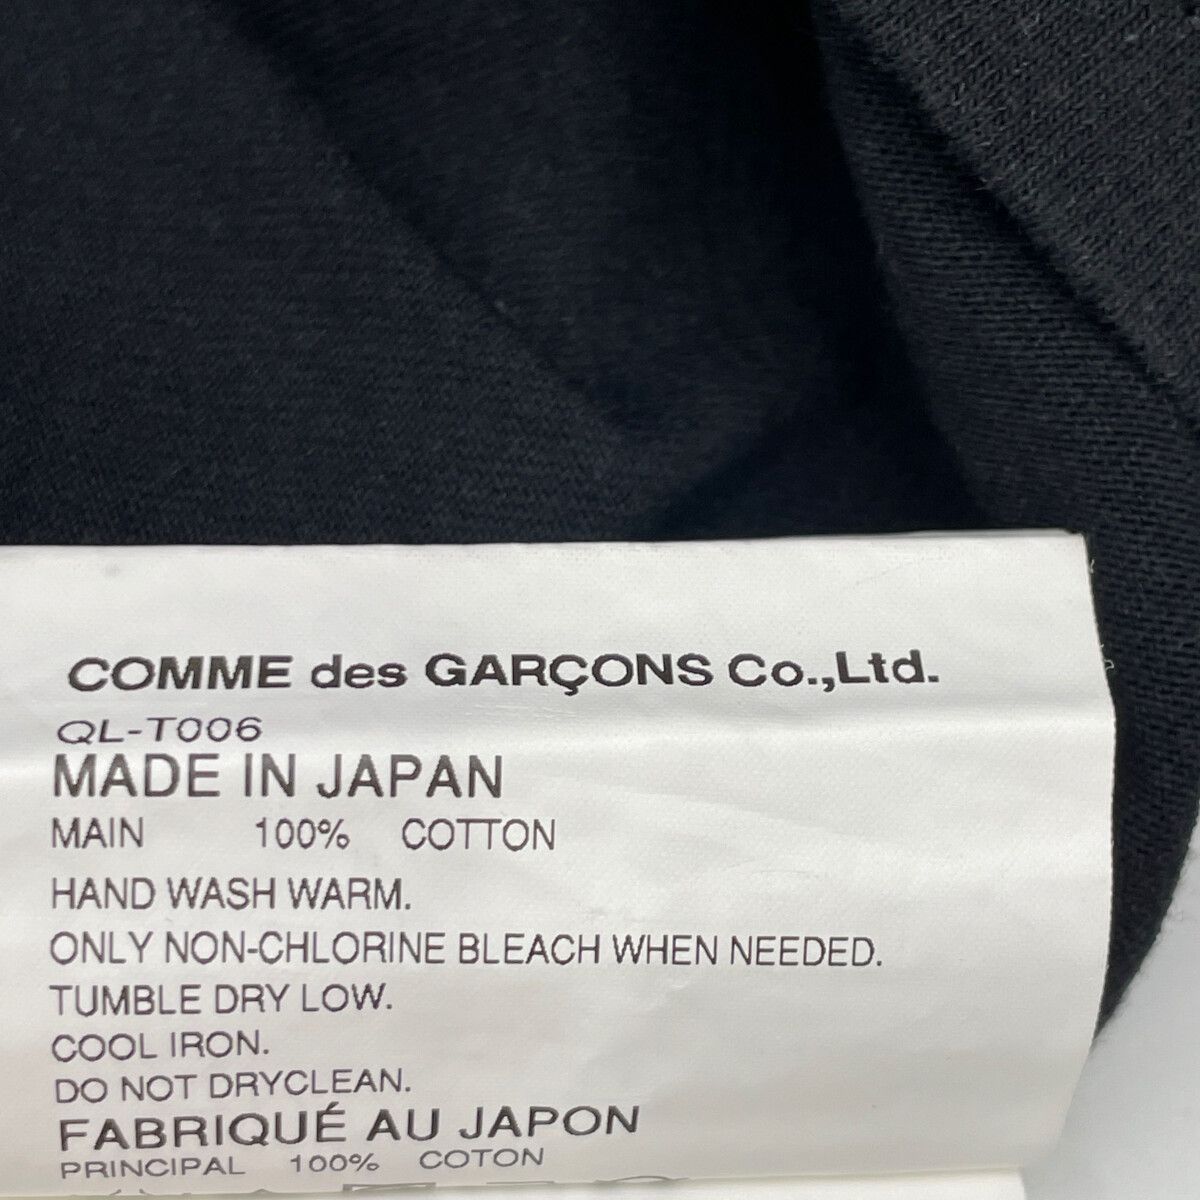 COMME des GARÇONS Co.,Ltd.
QL-T006
MADE IN JAPAN
MAIN 100% COTTON
HAND WASH WARM.
ONLY NON-CHLORINE BLEACH WHEN NEEDED.
TUMBLE DRY LOW.
COOL IRON.
DO NOT DRYCLEAN.
FABRIQUÉ AU JAPON
PRINCIPAL 100% COTON